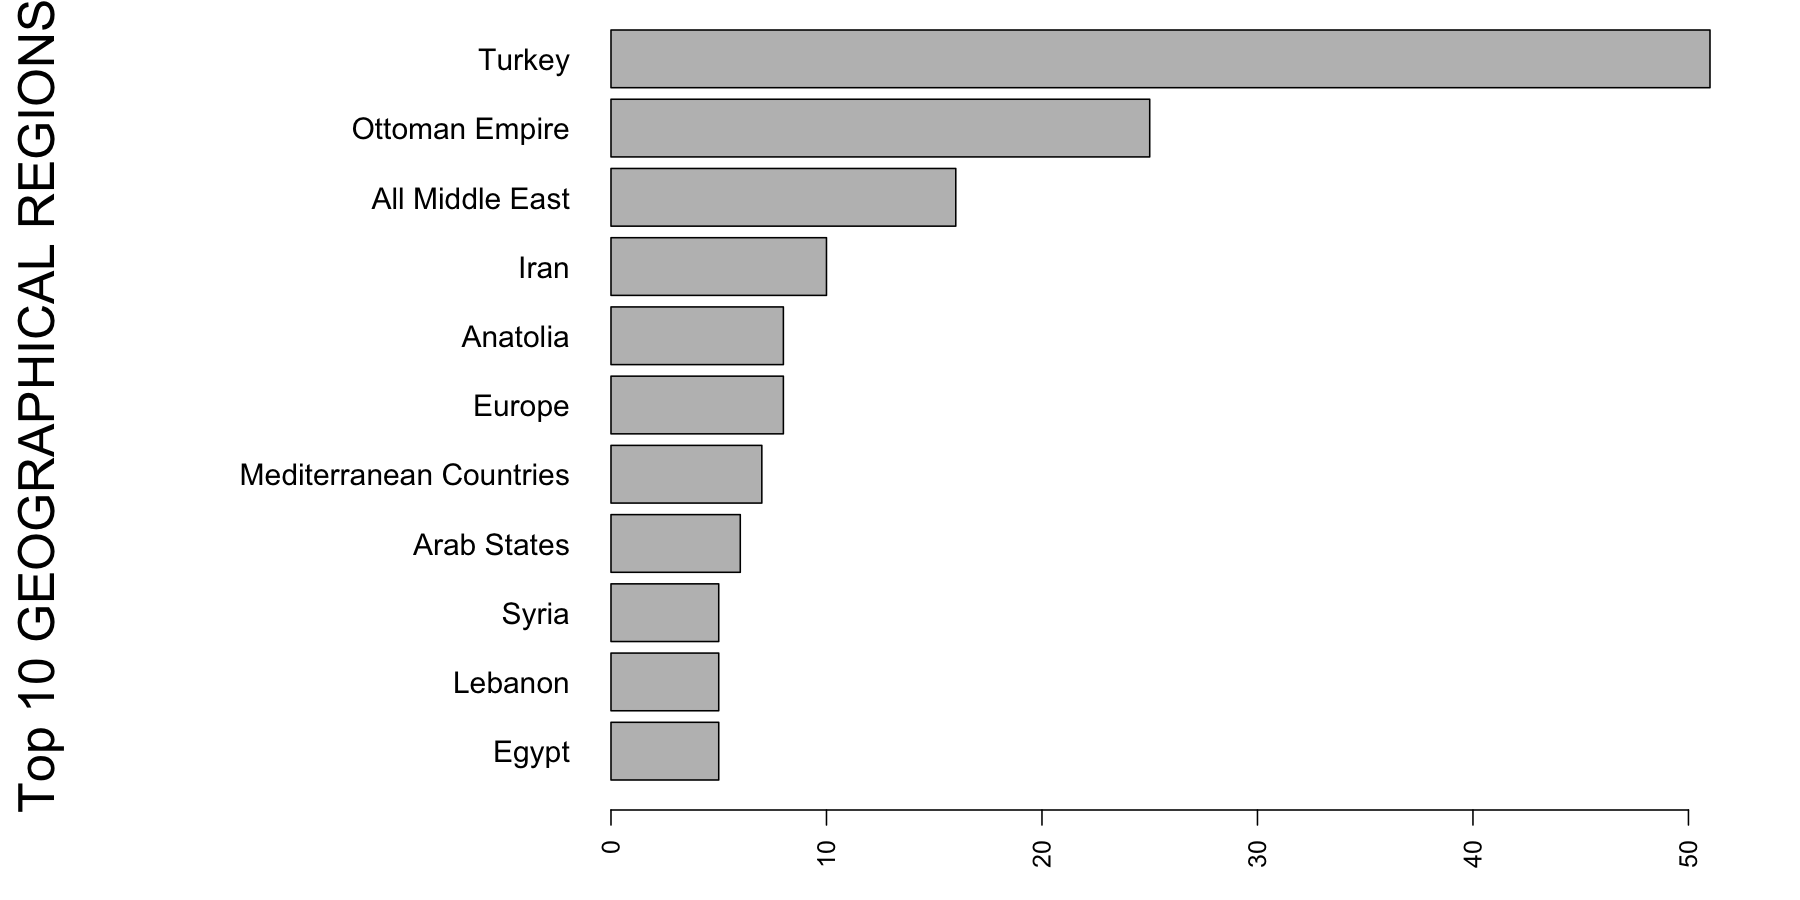 Top 10 GEOGRAPHICAL REGIONS
Turkey
Ottoman Empire
All Middle East
Iran
Anatolia
Europe
Mediterranean Countries
Arab States
Syria
Lebanon
Egypt
0 10 20 30 40 50